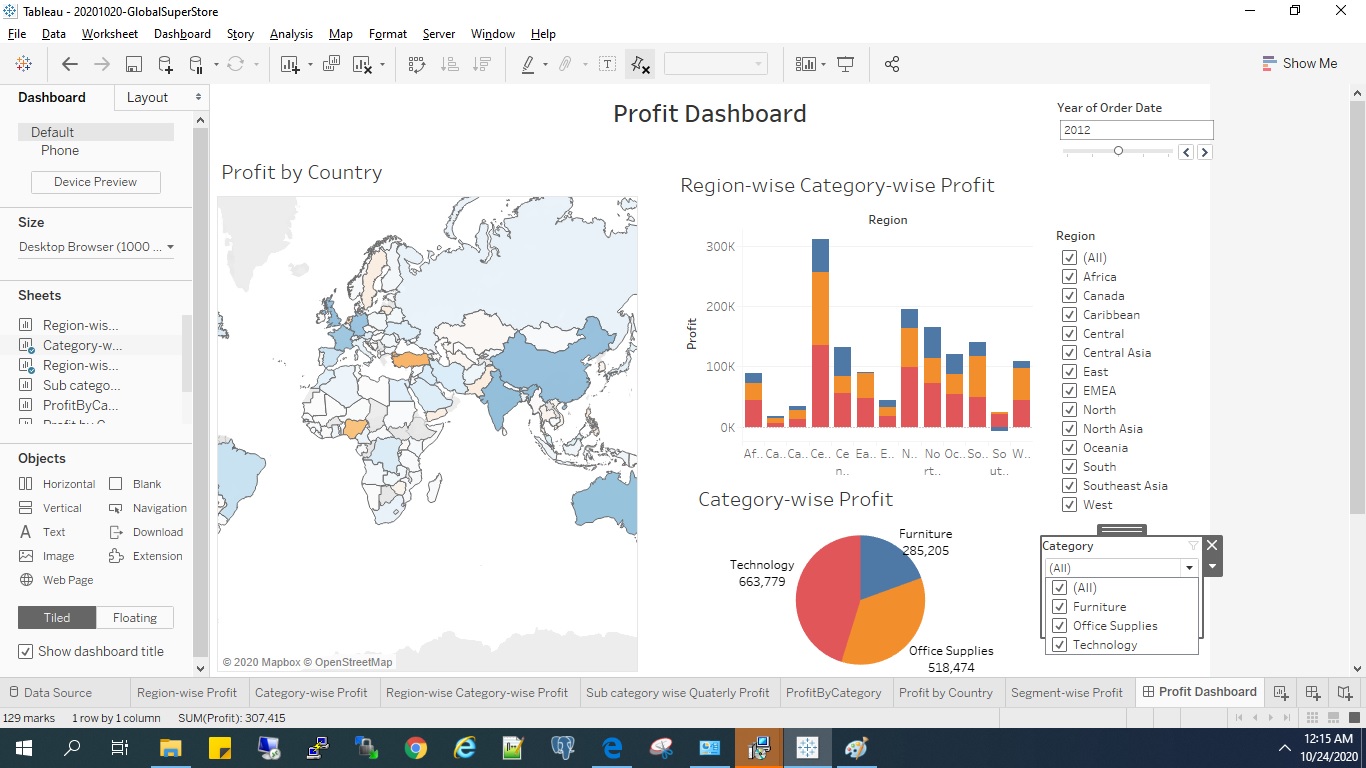 Tableau - 20201020-GlobalSuperStore
File Data Worksheet Dashboard Story Analysis Map Format Server Window Help
Show Me
Dashboard Layout
Default
Phone
Device Preview
Size
Desktop Browser (1000 ...
Sheets
Region-wis...
Category-w...
Region-wis...
Sub catego...
ProfitByCa...
Objects
Horizontal Blank
Vertical Navigation
Text Download
Image Extension
Web Page
Tiled Floating
Show dashboard title
Profit Dashboard
Profit by Country
© 2020 Mapbox © OpenStreetMap
Region-wise Category-wise Profit
Region
Profit
300K
200K
100K
0K
Af.. Ca.. Ca.. Ce.. Ce n.. Ea.. E.. N.. No rt.. Oc.. So.. So ut.. W..
Category-wise Profit
Furniture
285,205
Technology
663,779
Office Supplies
518,474
Year of Order Date
2012
Region
(All)
Africa
Canada
Caribbean
Central
Central Asia
East
EMEA
North
North Asia
Oceania
South
Southeast Asia
West
Category
(All)
(All)
Furniture
Office Supplies
Technology
Data Source Region-wise Profit Category-wise Profit Region-wise Category-wise Profit Sub category wise Quaterly Profit ProfitByCategory Profit by Country Segment-wise Profit Profit Dashboard
129 marks 1 row by 1 column SUM(Profit): 307,415
12:15 AM
10/24/2020